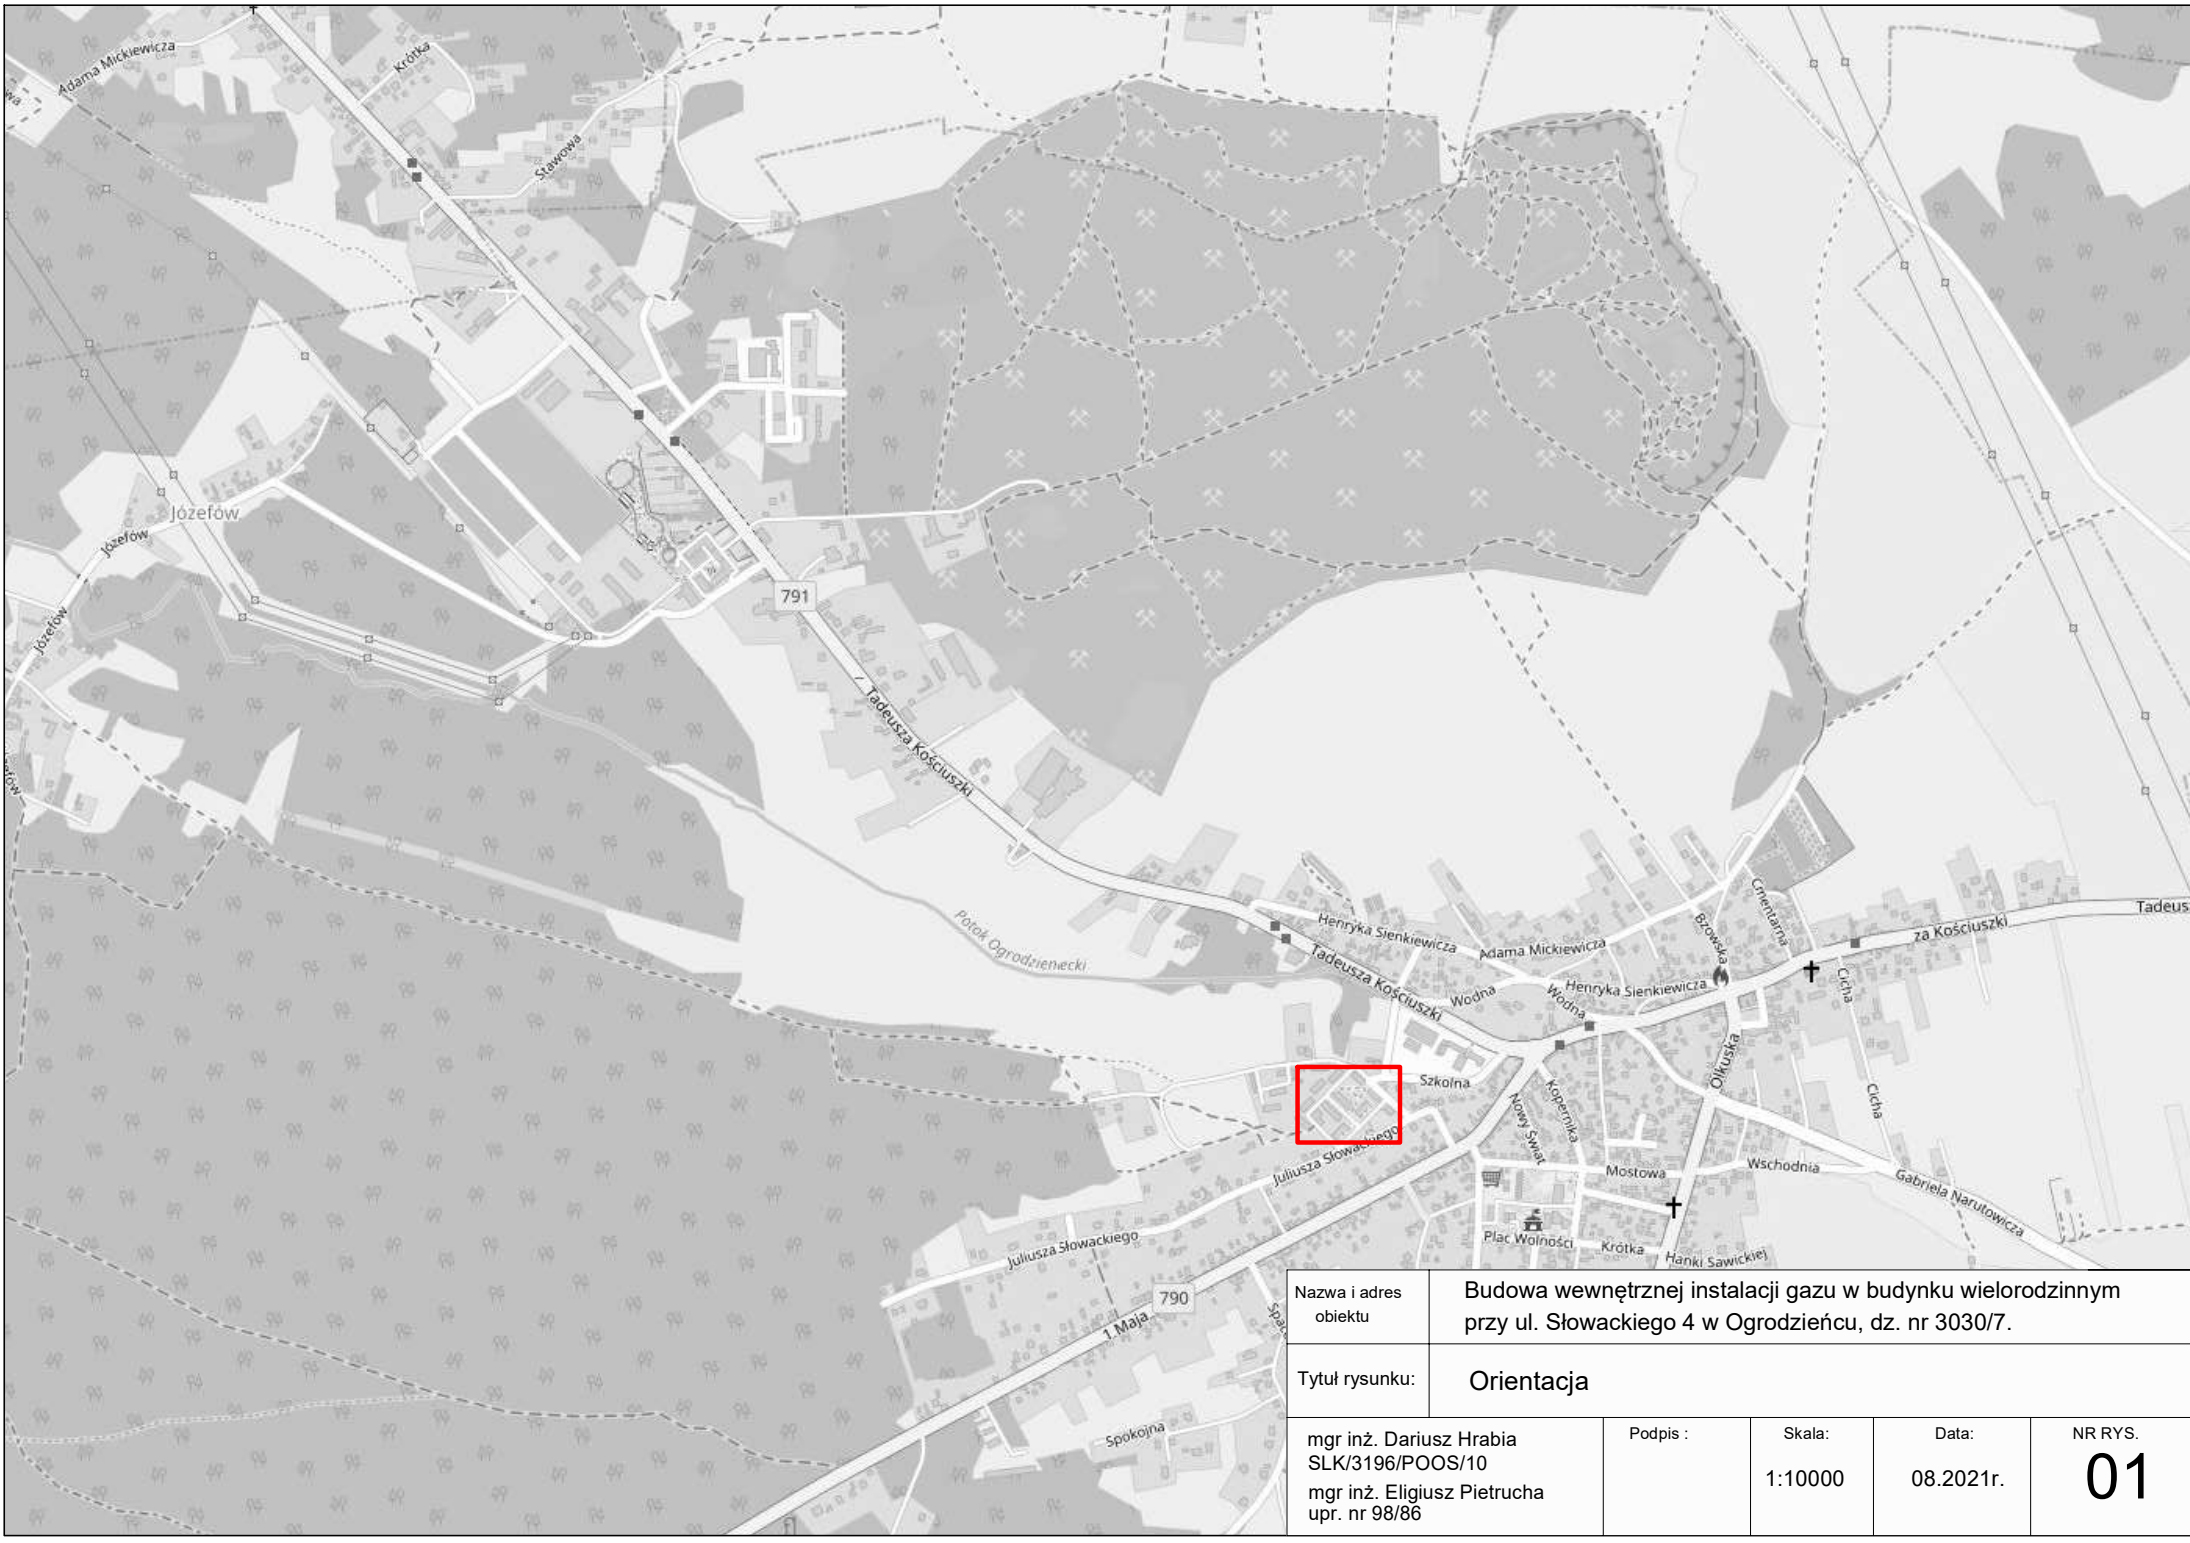 Adama Mickiewicza
Krótka
Stawowa
Józefów
Józefów
Józefów
791
Tadeusza Kościuszki
Potok Ogrodzieniecki
Henryka Sienkiewicza
Adama Mickiewicza
Bzowska
Cmentarna
Tadeusza Kościuszki
Wodna
Wodna
Henryka Sienkiewicza
za Kościuszki
Tadeus
Cicha
Cicha
Olkuska
Szkolna
Kopernika
Nowy Świat
Juliusza Słowackiego
Juliusza Słowackiego
Mostowa
Wschodnia
Gabriela Narutowicza
Plac Wolności
Krótka
Hanki Sawickiej
790
1 Maja
Spac
Spokojna
Nazwa i adres
obiektu
Budowa wewnętrznej instalacji gazu w budynku wielorodzinnym
przy ul. Słowackiego 4 w Ogrodzieńcu, dz. nr 3030/7.
Tytuł rysunku:
Orientacja
mgr inż. Dariusz Hrabia
SLK/3196/POOS/10
mgr inż. Eligiusz Pietrucha
upr. nr 98/86
Podpis :
Skala:
1:10000
Data:
08.2021r.
NR RYS.
01